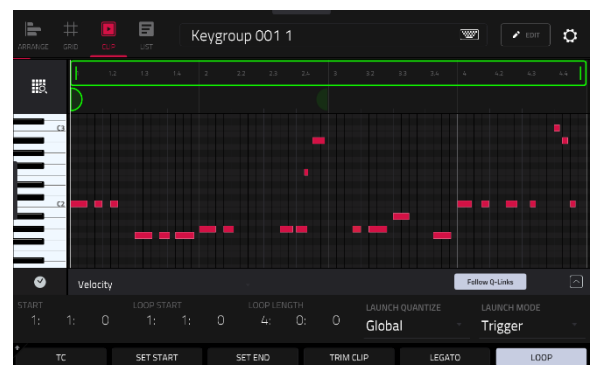 Keygroup 001 1
EDIT
ARRANGE GRID CLIP LIST
1.2 1.3 1.4 2 2.2 2.3 2.4 3 3.2 3.3 3.4 4 4.2 4.3 4.4
C3
C2
Velocity
Follow Q-Links
START LOOP START LOOP LENGTH LAUNCH QUANTIZE LAUNCH MODE
1: 1: 0 1: 1: 0 4: 0: 0 Global Trigger
TC SET START SET END TRIM CLIP LEGATO LOOP